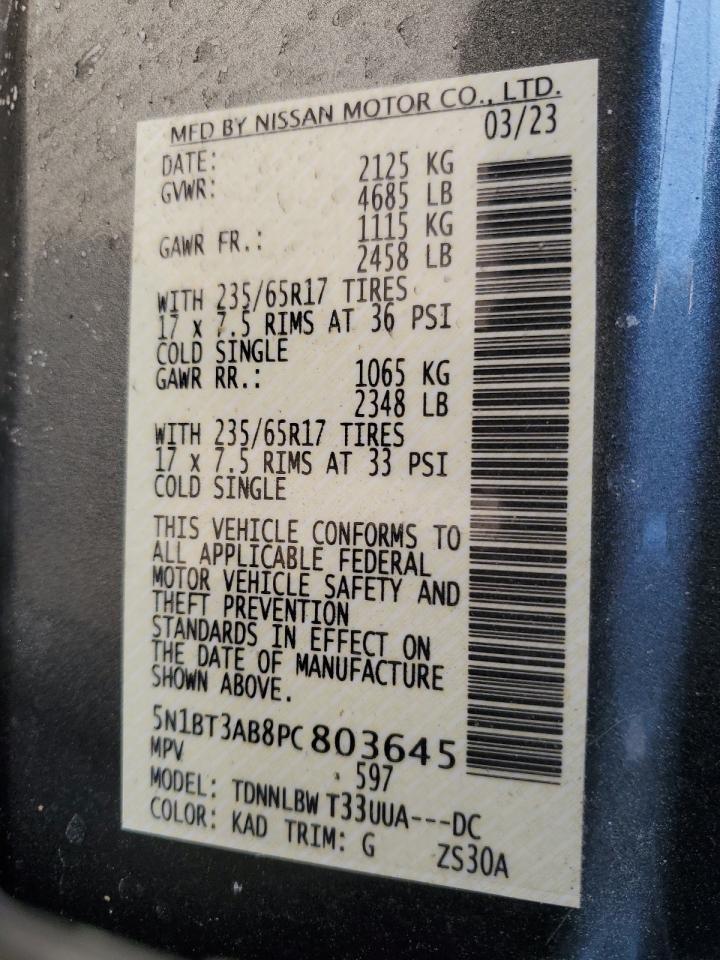 MFD BY NISSAN MOTOR CO., LTD.
DATE: 03/23
GVWR: 2125 KG
4685 LB
GAWR FR.: 1115 KG
2458 LB
WITH 235/65R17 TIRES
17 x 7.5 RIMS AT 36 PSI
COLD SINGLE
GAWR RR.: 1065 KG
2348 LB
WITH 235/65R17 TIRES
17 x 7.5 RIMS AT 33 PSI
COLD SINGLE
THIS VEHICLE CONFORMS TO
ALL APPLICABLE FEDERAL
MOTOR VEHICLE SAFETY AND
THEFT PREVENTION
STANDARDS IN EFFECT ON
THE DATE OF MANUFACTURE
SHOWN ABOVE.
5N1BT3AB8PC 803645
MPV 597
MODEL: TDNNLBW T33UUA---DC
COLOR: KAD TRIM: G ZS30A